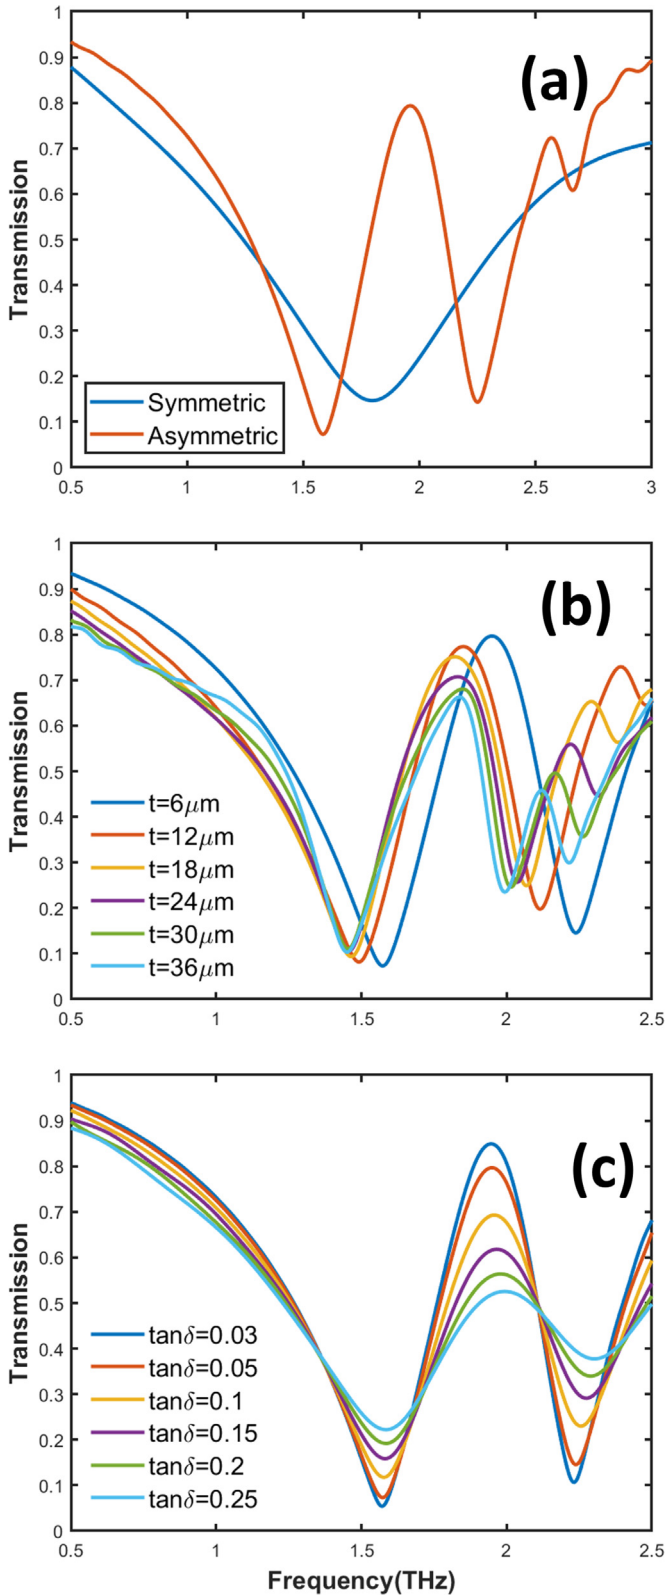 1
(a)
0.9
0.8
0.7
0.6
Transmission
0.5
0.4
0.3
0.2
Symmetric
0.1
Asymmetric
0
0.5
1
1.5
2
2.5
3
1
(b)
0.9
0.8
0.7
0.6
Transmission
0.5
t=6μm
0.4
t=12μm
0.3
t=18μm
0.2
t=24μm
t=30μm
0.1
t=36μm
0
0.5
1
1.5
2
2.5
1
(c)
0.9
0.8
0.7
0.6
Transmission
0.5
tanδ=0.03
0.4
tanδ=0.05
0.3
tanδ=0.1
0.2
tanδ=0.15
tanδ=0.2
0.1
tanδ=0.25
0
0.5
1
1.5
2
2.5
Frequency(THz)